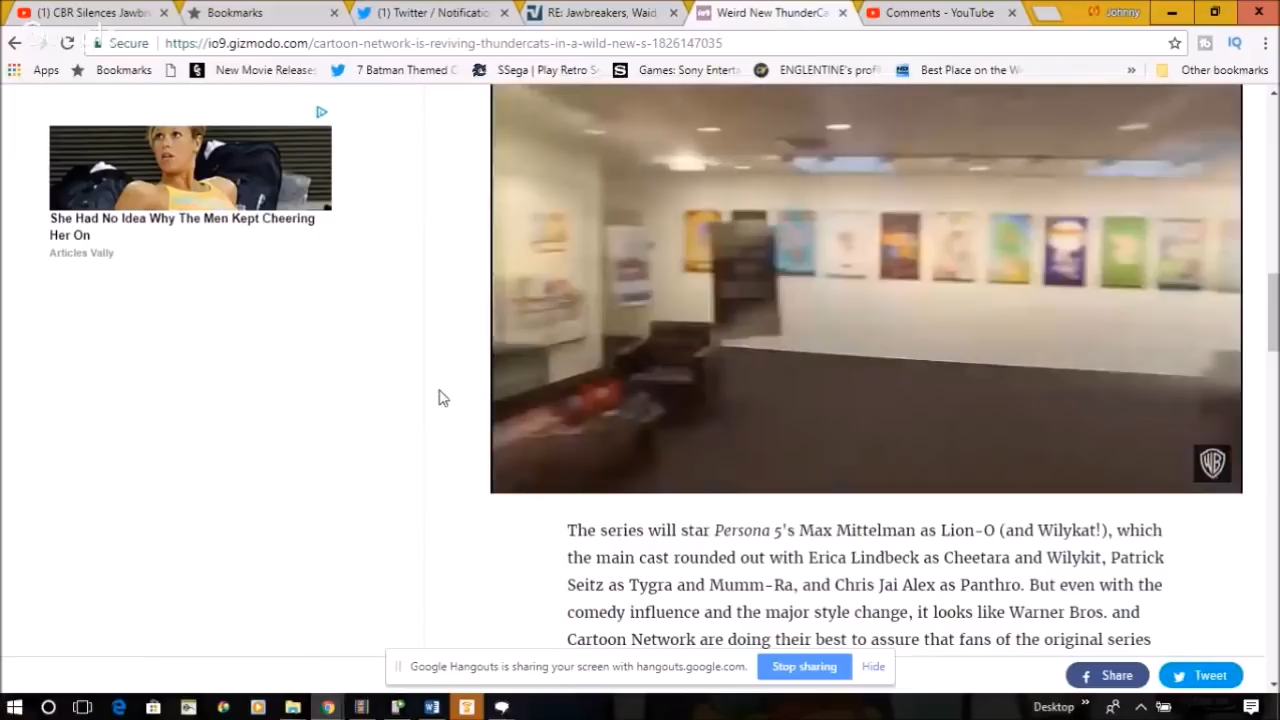 (1) CBR Silences Jawbr
Bookmarks
(1) Twitter / Notificatio
RE: Jawbreakers, Waid,
Weird New ThunderCa
Comments - YouTube
Johnny
Secure
https://io9.gizmodo.com/cartoon-network-is-reviving-thundercats-in-a-wild-new-s-1826147035
IQ
Apps
Bookmarks
New Movie Releases
7 Batman Themed C
SSega | Play Retro S
Games: Sony Enterta
ENGLENTINE's profi
Best Place on the W
»
Other bookmarks
She Had No Idea Why The Men Kept Cheering
Her On
Articles Vally
WB
The series will star Persona 5's Max Mittelman as Lion-O (and Wilykat!), which
the main cast rounded out with Erica Lindbeck as Cheetara and Wilykit, Patrick
Seitz as Tygra and Mumm-Ra, and Chris Jai Alex as Panthro. But even with the
comedy influence and the major style change, it looks like Warner Bros. and
Cartoon Network are doing their best to assure that fans of the original series
Google Hangouts is sharing your screen with hangouts.google.com.
Stop sharing
Hide
Share
Tweet
Desktop
»